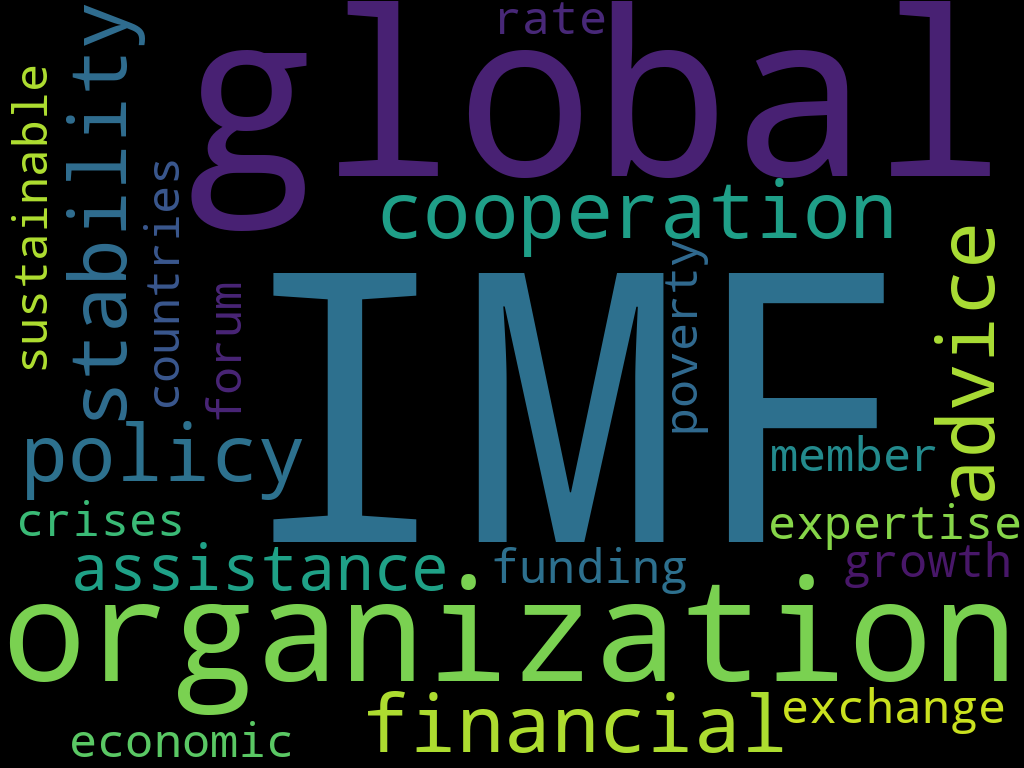 rate
global
sustainable
stability
countries
cooperation
forum
IMF
poverty
advice
policy
member
crises
expertise
assistance
funding
growth
organization
financial
exchange
economic